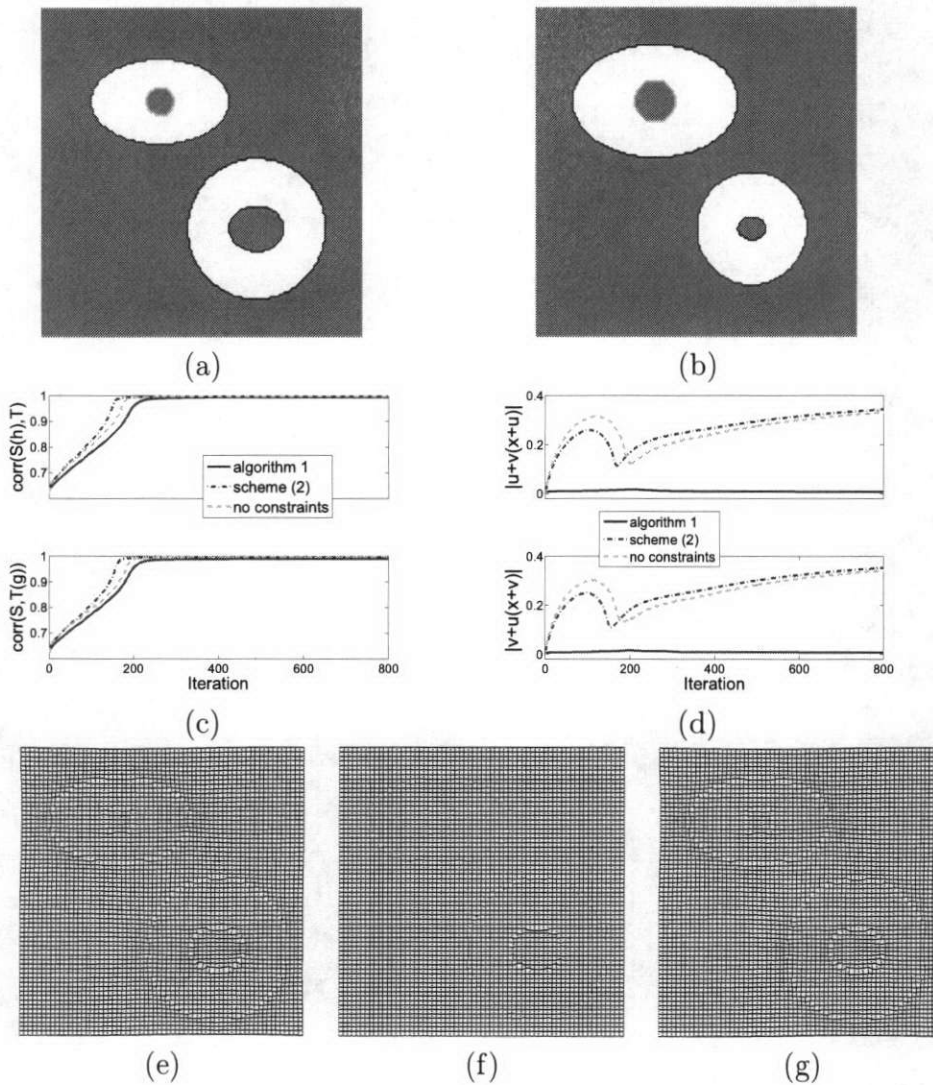 (a)
(b)
corr(S(h),T)
1
0.9
0.8
0.7
algorithm 1
scheme (2)
no constraints
corr(S,T(g))
1
0.9
0.8
0.7
0
200
400
600
800
Iteration
(c)
|u+v(x+u)|
0.4
0.2
0
algorithm 1
scheme (2)
no constraints
|v+u(x+v)|
0.4
0.2
0
0
200
400
600
800
Iteration
(d)
(e)
(f)
(g)